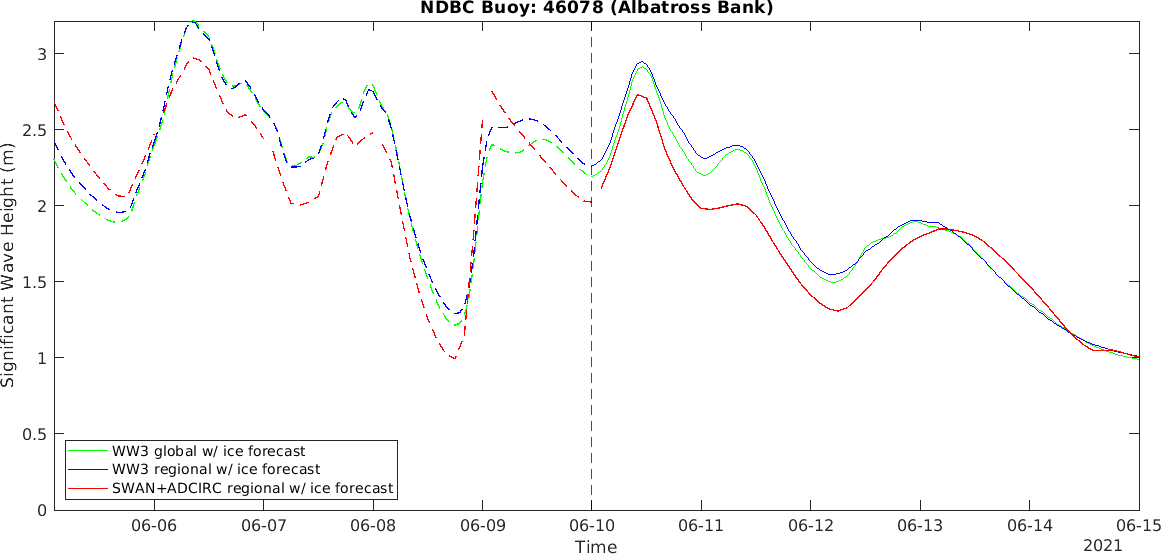 NDBC Buoy: 46078 (Albatross Bank)
Significant Wave Height (m)
3
2.5
2
1.5
1
0.5
0
WW3 global w/ ice forecast
WW3 regional w/ ice forecast
SWAN+ADCIRC regional w/ ice forecast
06-06 06-07 06-08 06-09 06-10 06-11 06-12 06-13 06-14 06-15
Time
2021